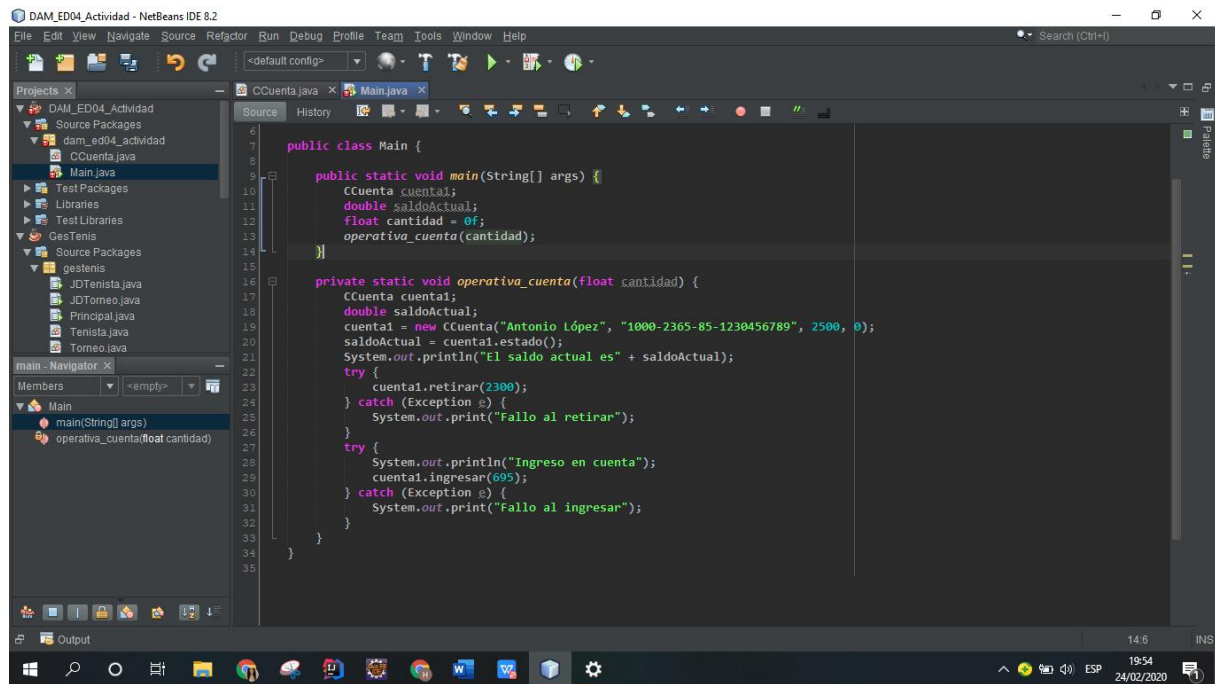 DAM_ED04_Actividad - NetBeans IDE 8.2
File Edit View Navigate Source Refactor Run Debug Profile Team Tools Window Help
Search (Ctrl+I)
<default config>
Projects
CCuenta.java
Main.java
DAM_ED04_Actividad
Source Packages
dam_ed04_actividad
CCuenta.java
Main.java
Test Packages
Libraries
Test Libraries
GesTenis
Source Packages
gestenis
JDTenista.java
JDTorneo.java
Principal.java
Tenista.java
Torneo.java
main - Navigator
Members
<empty>
Main
main(String[] args)
operativa_cuenta(float cantidad)
Source History
6
7 public class Main {
8
9 public static void main(String[] args) {
10 CCuenta cuenta1;
11 double saldoActual;
12 float cantidad = 0f;
13 operativa_cuenta(cantidad);
14 }
15
16 private static void operativa_cuenta(float cantidad) {
17 CCuenta cuenta1;
18 double saldoActual;
19 cuenta1 = new CCuenta("Antonio López", "1000-2365-85-1230456789", 2500, 0);
20 saldoActual = cuenta1.estado();
21 System.out.println("El saldo actual es" + saldoActual);
22 try {
23 cuenta1.retirar(2300);
24 } catch (Exception e) {
25 System.out.print("Fallo al retirar");
26 }
27 try {
28 System.out.println("Ingreso en cuenta");
29 cuenta1.ingresar(695);
30 } catch (Exception e) {
31 System.out.print("Fallo al ingresar");
32 }
33 }
34 }
35
Palette
Output
14:6
INS
ESP
19:54
24/02/2020